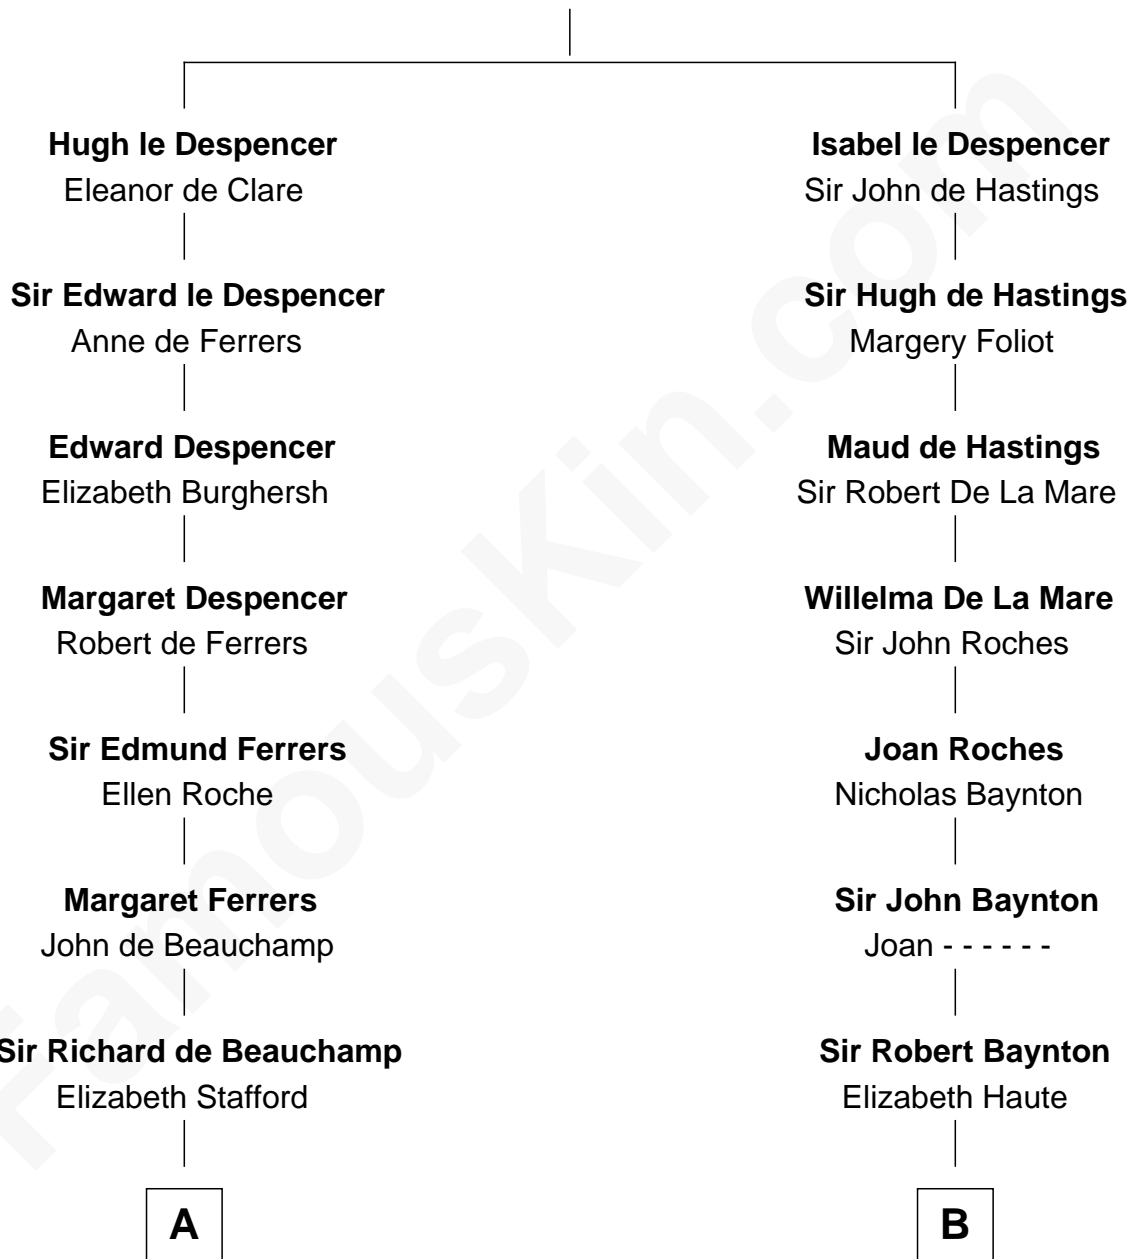 Hugh le Despencer
Eleanor de Clare
Isabel le Despencer
Sir John de Hastings
Sir Edward le Despencer
Anne de Ferrers
Sir Hugh de Hastings
Margery Foliot
Edward Despencer
Elizabeth Burghersh
Maud de Hastings
Sir Robert De La Mare
Margaret Despencer
Robert de Ferrers
Willelma De La Mare
Sir John Roches
Sir Edmund Ferrers
Ellen Roche
Joan Roches
Nicholas Baynton
Margaret Ferrers
John de Beauchamp
Sir John Baynton
Joan - - - - - -
Sir Richard de Beauchamp
Elizabeth Stafford
Sir Robert Baynton
Elizabeth Haute
A
B
FamousKin.com